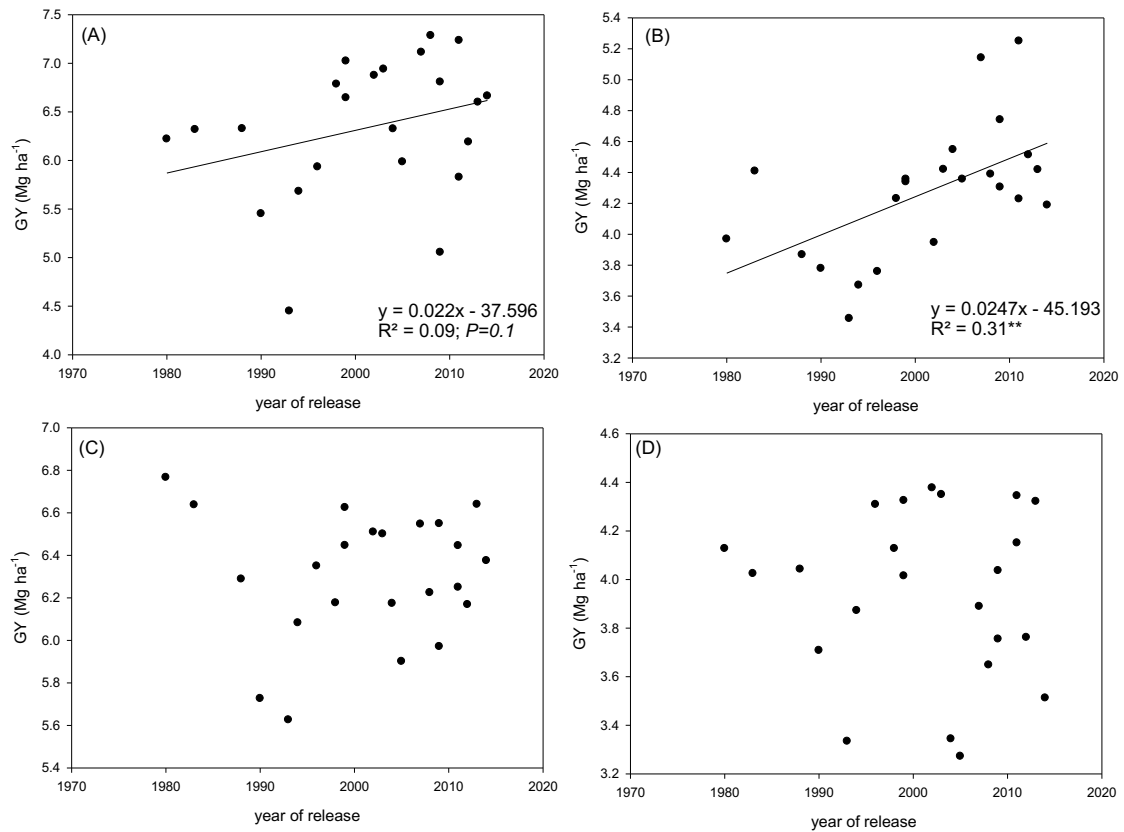 (A)
7.5
7.0
6.5
6.0
5.5
5.0
4.5
4.0
GY (Mg ha⁻¹)
y = 0.022x - 37.596
R² = 0.09; P=0.1
1970 1980 1990 2000 2010 2020
year of release
(B)
5.4
5.2
5.0
4.8
4.6
4.4
4.2
4.0
3.8
3.6
3.4
3.2
GY (Mg ha⁻¹)
y = 0.0247x - 45.193
R² = 0.31**
1970 1980 1990 2000 2010 2020
year of release
(C)
7.0
6.8
6.6
6.4
6.2
6.0
5.8
5.6
5.4
GY (Mg ha⁻¹)
1970 1980 1990 2000 2010 2020
year of release
(D)
4.6
4.4
4.2
4.0
3.8
3.6
3.4
3.2
GY (Mg ha⁻¹)
1970 1980 1990 2000 2010 2020
year of release